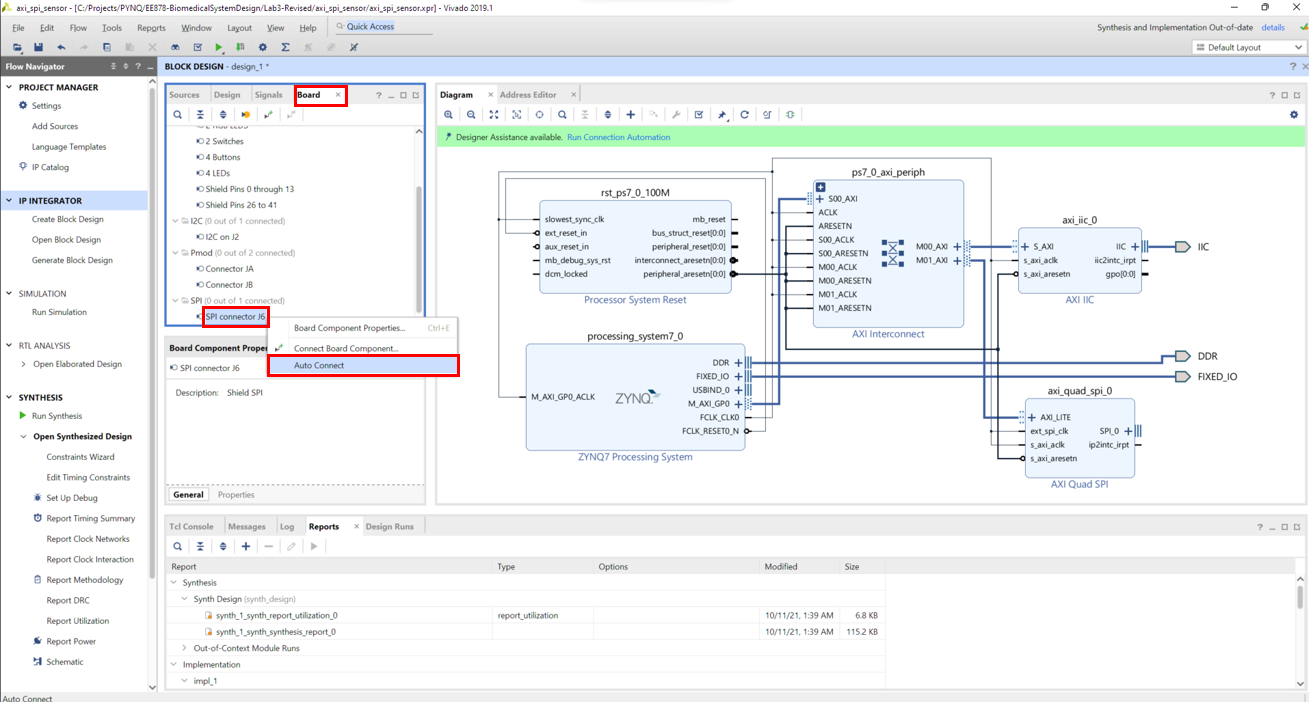 axi_spi_sensor - [C:/Projects/PYNQ/EE878-BiomedicalSystemDesign/Lab3-Revised/axi_spi_sensor/axi_spi_sensor.xpr] - Vivado 2019.1
File Edit Flow Tools Reports Window Layout View Help Quick Access
Synthesis and Implementation Out-of-date details
Default Layout
Flow Navigator
PROJECT MANAGER
Settings
Add Sources
Language Templates
IP Catalog
IP INTEGRATOR
Create Block Design
Open Block Design
Generate Block Design
SIMULATION
Run Simulation
RTL ANALYSIS
Open Elaborated Design
SYNTHESIS
Run Synthesis
Open Synthesized Design
Constraints Wizard
Edit Timing Constraints
Set Up Debug
Report Timing Summary
Report Clock Networks
Report Clock Interaction
Report Methodology
Report DRC
Report Utilization
Report Power
Schematic
BLOCK DESIGN - design_1 *
Sources Design Signals Board
2 RGB LEDs
2 Switches
4 Buttons
4 LEDs
Shield Pins 0 through 13
Shield Pins 26 to 41
I2C (0 out of 1 connected)
I2C on J2
Pmod (0 out of 2 connected)
Connector JA
Connector JB
SPI (0 out of 1 connected)
SPI connector J6
Board Component Properties... Ctrl+E
Connect Board Component...
Auto Connect
Board Component Proper
SPI connector J6
Description: Shield SPI
General Properties
Diagram Address Editor
Designer Assistance available. Run Connection Automation
rst_ps7_0_100M
slowest_sync_clk
ext_reset_in
aux_reset_in
mb_debug_sys_rst
dcm_locked
mb_reset
bus_struct_reset[0:0]
peripheral_reset[0:0]
interconnect_aresetn[0:0]
peripheral_aresetn[0:0]
Processor System Reset
processing_system7_0
M_AXI_GP0_ACLK
ZYNQ
DDR
FIXED_IO
USBIND_0
M_AXI_GP0
FCLK_CLK0
FCLK_RESET0_N
ZYNQ7 Processing System
ps7_0_axi_periph
S00_AXI
ACLK
ARESETN
S00_ACLK
S00_ARESETN
M00_ACLK
M00_ARESETN
M01_ACLK
M01_ARESETN
M00_AXI
M01_AXI
AXI Interconnect
axi_iic_0
S_AXI
s_axi_aclk
s_axi_aresetn
IIC
iic2intc_irpt
gpo[0:0]
AXI IIC
IIC
DDR
FIXED_IO
axi_quad_spi_0
AXI_LITE
ext_spi_clk
s_axi_aclk
s_axi_aresetn
SPI_0
ip2intc_irpt
AXI Quad SPI
Tcl Console Messages Log Reports Design Runs
Report Type Options Modified Size
Synthesis
Synth Design (synth_design)
synth_1_synth_report_utilization_0 report_utilization 10/11/21, 1:39 AM 6.8 KB
synth_1_synth_synthesis_report_0 10/11/21, 1:39 AM 115.2 KB
Out-of-Context Module Runs
Implementation
impl_1
Auto Connect